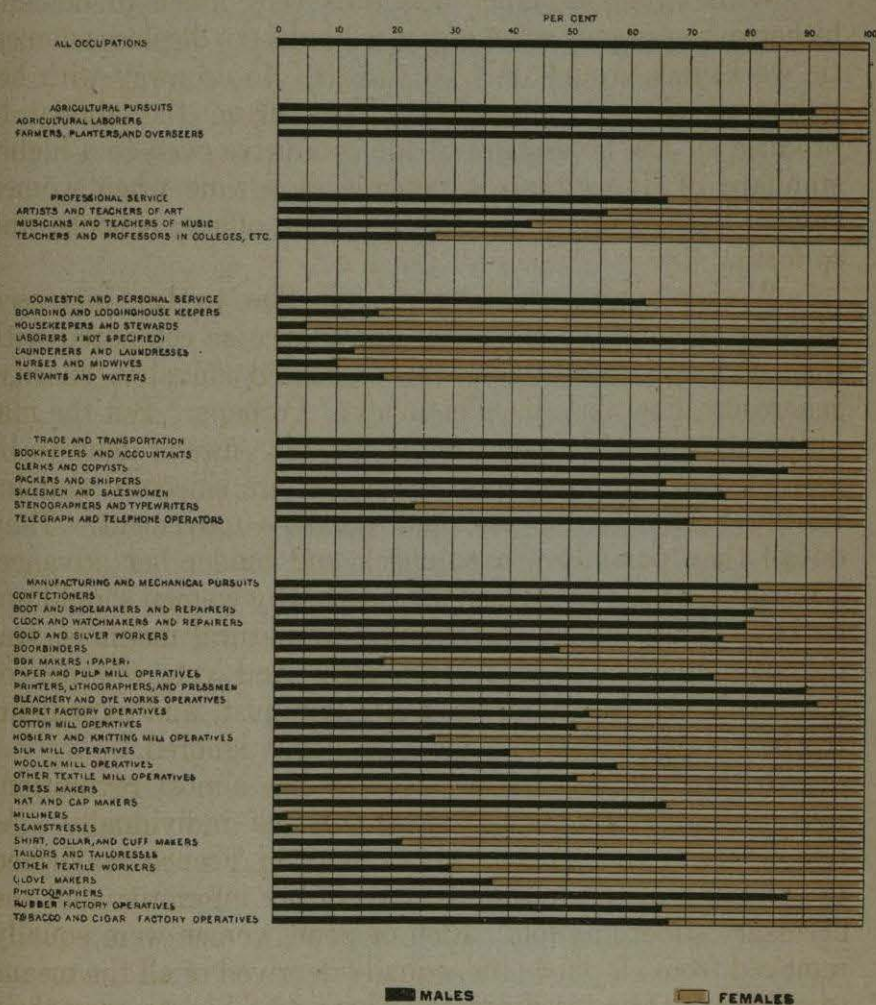 PER CENT
0 10 20 30 40 50 60 70 80 90 100
ALL OCCUPATIONS
AGRICULTURAL PURSUITS
AGRICULTURAL LABORERS
FARMERS, PLANTERS, AND OVERSEERS
PROFESSIONAL SERVICE
ARTISTS AND TEACHERS OF ART
MUSICIANS AND TEACHERS OF MUSIC
TEACHERS AND PROFESSORS IN COLLEGES, ETC.
DOMESTIC AND PERSONAL SERVICE
BOARDING AND LODGINGHOUSE KEEPERS
HOUSEKEEPERS AND STEWARDS
LABORERS (NOT SPECIFIED)
LAUNDERERS AND LAUNDRESSES
NURSES AND MIDWIVES
SERVANTS AND WAITERS
TRADE AND TRANSPORTATION
BOOKKEEPERS AND ACCOUNTANTS
CLERKS AND COPYISTS
PACKERS AND SHIPPERS
SALESMEN AND SALESWOMEN
STENOGRAPHERS AND TYPEWRITERS
TELEGRAPH AND TELEPHONE OPERATORS
MANUFACTURING AND MECHANICAL PURSUITS
CONFECTIONERS
BOOT AND SHOEMAKERS AND REPAIRERS
CLOCK AND WATCHMAKERS AND REPAIRERS
GOLD AND SILVER WORKERS
BOOKBINDERS
BOX MAKERS (PAPER)
PAPER AND PULP MILL OPERATIVES
PRINTERS, LITHOGRAPHERS, AND PRESSMEN
BLEACHERY AND DYE WORKS OPERATIVES
CARPET FACTORY OPERATIVES
COTTON MILL OPERATIVES
HOSIERY AND KNITTING MILL OPERATIVES
SILK MILL OPERATIVES
WOOLEN MILL OPERATIVES
OTHER TEXTILE MILL OPERATIVES
DRESS MAKERS
HAT AND CAP MAKERS
MILLINERS
SEAMSTRESSES
SHIRT, COLLAR, AND CUFF MAKERS
TAILORS AND TAILORESSES
OTHER TEXTILE WORKERS
GLOVE MAKERS
PHOTOGRAPHERS
RUBBER FACTORY OPERATIVES
TOBACCO AND CIGAR FACTORY OPERATIVES
MALES FEMALES